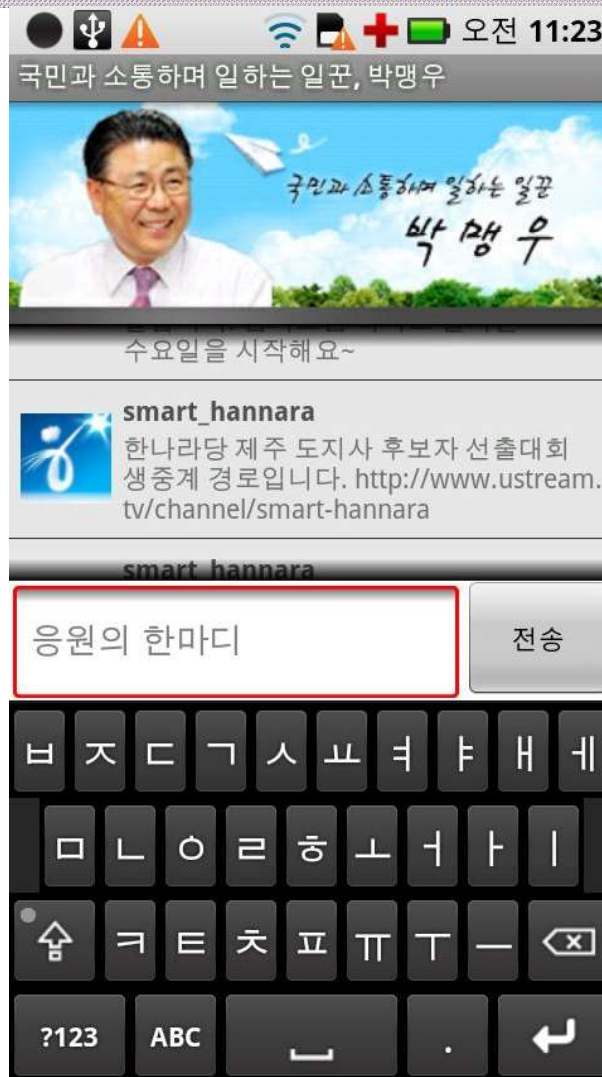 오전 11:23
국민과 소통하며 일하는 일꾼, 박맹우
국민과 소통하며 일하는 일꾼
박맹우
수요일을 시작해요~
smart_hannara
한나라당 제주 도지사 후보자 선출대회
생중계 경로입니다. http://www.ustream.
tv/channel/smart-hannara
smart_hannara
응원의 한마디
전송
ㅂ ㅈ ㄷ ㄱ ㅅ ㅛ ㅕ ㅑ ㅐ ㅔ
ㅁ ㄴ ㅇ ㄹ ㅎ ㅗ ㅓ ㅏ ㅣ
ㅋ ㅌ ㅊ ㅍ ㅠ ㅜ ㅡ
?123 ABC .